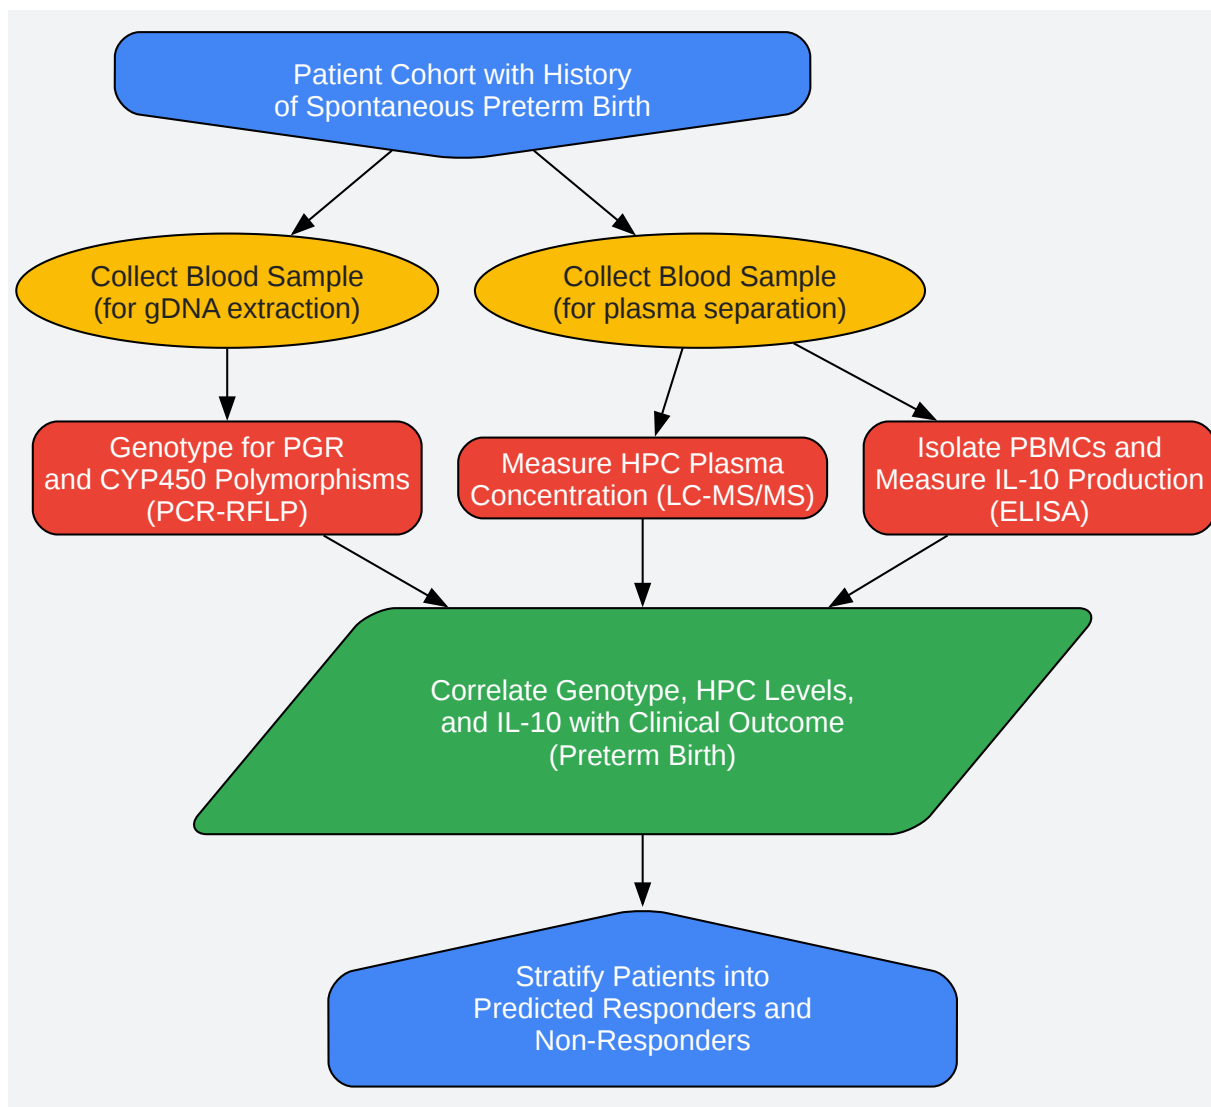 Patient Cohort with History
of Spontaneous Preterm Birth
Collect Blood Sample
(for gDNA extraction)
Collect Blood Sample
(for plasma separation)
Genotype for PGR
and CYP450 Polymorphisms
(PCR-RFLP)
Measure HPC Plasma
Concentration (LC-MS/MS)
Isolate PBMCs and
Measure IL-10 Production
(ELISA)
Correlate Genotype, HPC Levels,
and IL-10 with Clinical Outcome
(Preterm Birth)
Stratify Patients into
Predicted Responders and
Non-Responders